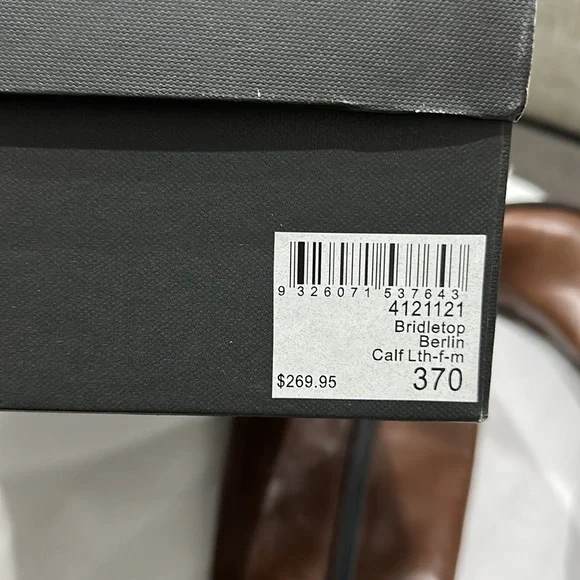 9 326071 537643
4121121
Bridletop
Berlin
Calf Lth-f-m
$269.95 370